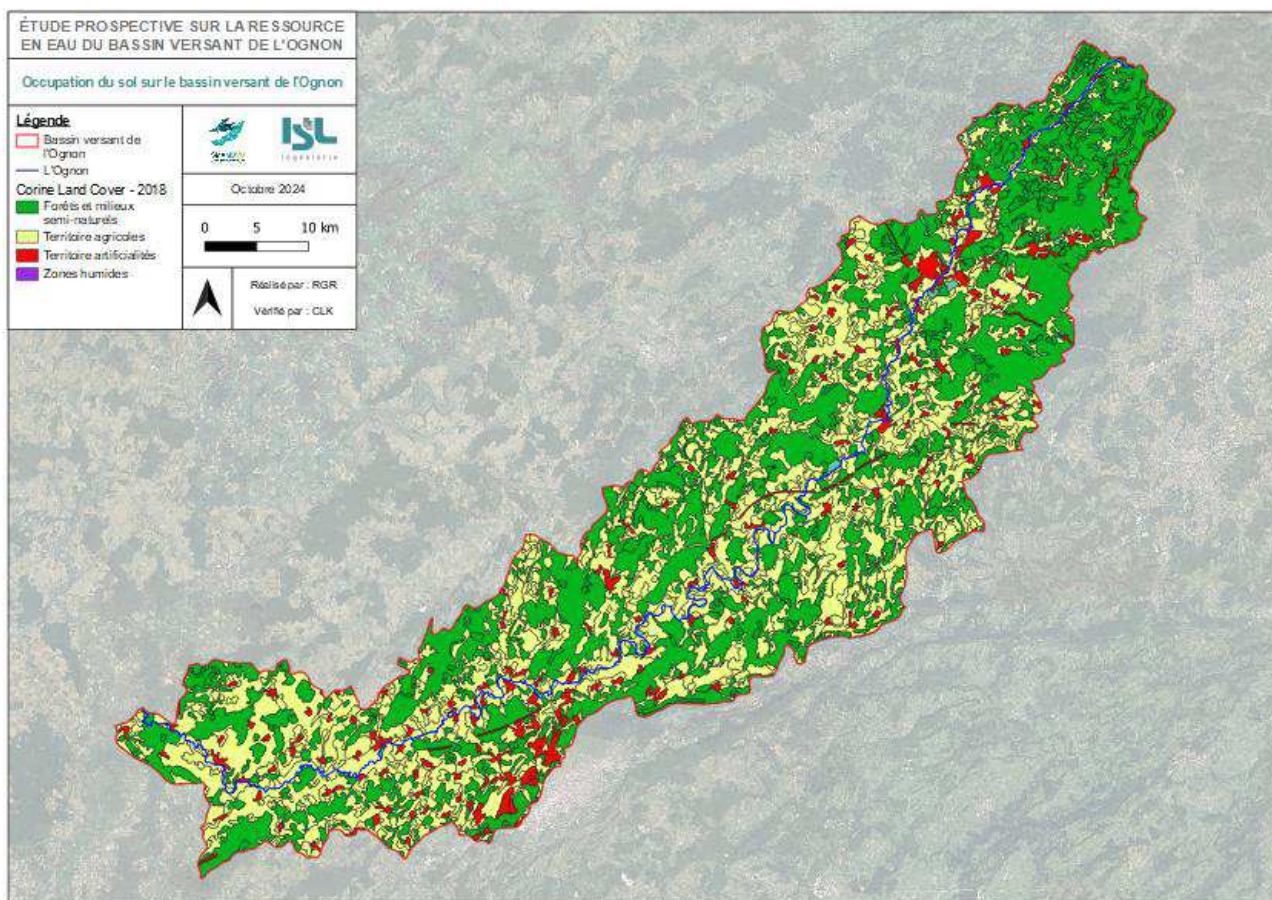 ÉTUDE PROSPECTIVE SUR LA RESSOURCE
EN EAU DU BASSIN VERSANT DE L'OGNON
Occupation du sol sur le bassin versant de l'Ognon
Légende
Bassin versant de
l'Ognon
L'Ognon
Corine Land Cover - 2018
Forêts et milieux
semi-naturels
Territoire agricoles
Territoire artificialités
Zones humides
ISL
Ingénierie
Octobre 2024
0 5 10 km
Réalisé par : RGR
Vérifié par : CLK